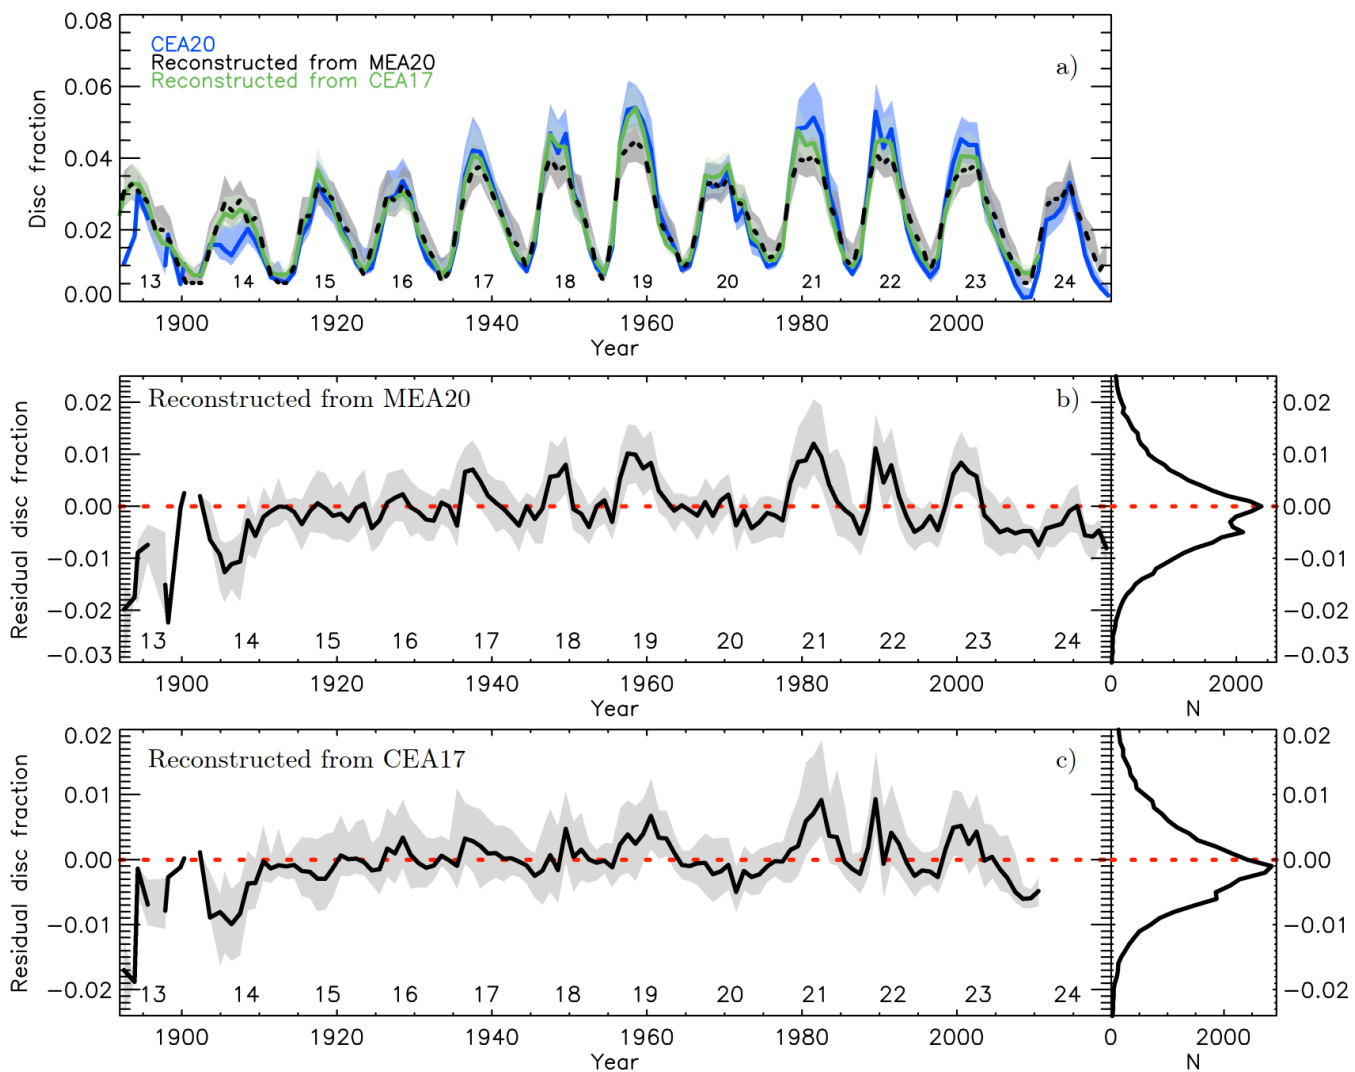 0.08
CEA20
Reconstructed from MEA20
a)
Reconstructed from CEA17
0.06
0.04
0.02
0.00
Disc fraction
13 14 15 16 17 18 19 20 21 22 23 24
1900 1920 1940 1960 1980 2000
Year
Reconstructed from MEA20
b)
0.02
0.01
0.00
−0.01
−0.02
−0.03
Residual disc fraction
13 14 15 16 17 18 19 20 21 22 23 24
0.02
0.01
0.00
−0.01
−0.02
−0.03
1900 1920 1940 1960 1980 2000
Year
0 2000
N
Reconstructed from CEA17
c)
0.02
0.01
0.00
−0.01
−0.02
Residual disc fraction
13 14 15 16 17 18 19 20 21 22 23 24
0.02
0.01
0.00
−0.01
−0.02
1900 1920 1940 1960 1980 2000
Year
0 2000
N